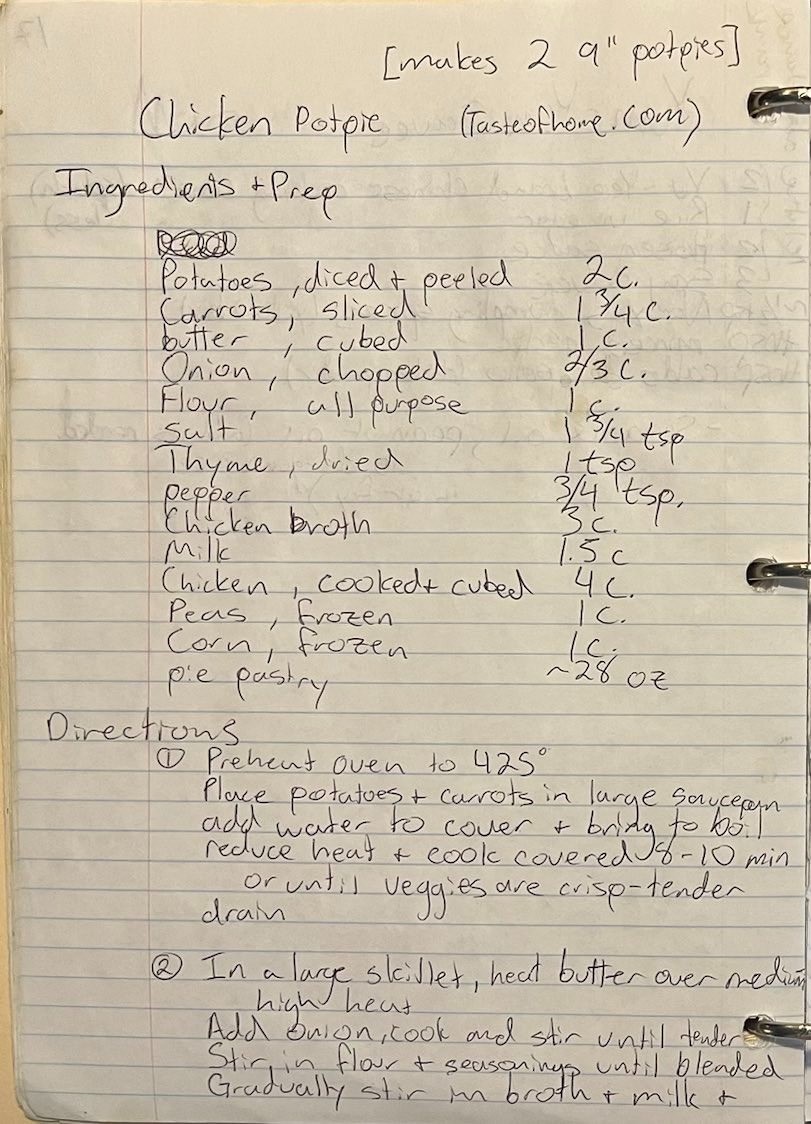 [makes 2 9" potpies]
Chicken Potpie (Tasteofhome.com)
Ingredients + Prep
Potatoes, diced + peeled 2 c.
Carrots, sliced 1 3/4 c.
butter, cubed 1 c.
Onion, chopped 2/3 c.
Flour, all purpose 1 c.
salt 1 3/4 tsp
Thyme, dried 1 tsp
pepper 3/4 tsp.
Chicken broth 3 c.
Milk 1.5 c
Chicken, cooked + cubed 4 c.
Peas, frozen 1 c.
Corn, frozen 1 c.
pie pastry ~28 oz
Directions
① Preheat oven to 425°
Place potatoes + carrots in large saucepan
add water to cover + bring to boil
reduce heat + cook covered 8-10 min
or until veggies are crisp-tender
drain
② In a large skillet, heat butter over medium
high heat
Add onion, cook and stir until tender
Stir in flour + seasonings until blended
Gradually stir in broth + milk +